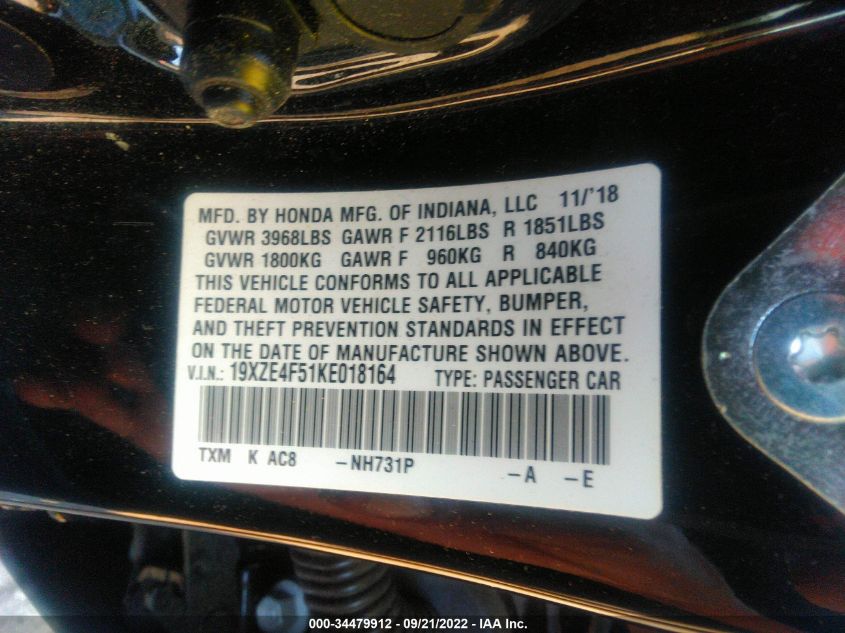 MFD. BY HONDA MFG. OF INDIANA, LLC 11/'18
GVWR 3968LBS GAWR F 2116LBS R 1851LBS
GVWR 1800KG GAWR F 960KG R 840KG
THIS VEHICLE CONFORMS TO ALL APPLICABLE
FEDERAL MOTOR VEHICLE SAFETY, BUMPER,
AND THEFT PREVENTION STANDARDS IN EFFECT
ON THE DATE OF MANUFACTURE SHOWN ABOVE.
V.I.N.: 19XZE4F51KE018164 TYPE: PASSENGER CAR
TXM K AC8 -NH731P -A -E
000-34479912 - 09/21/2022 - IAA Inc.